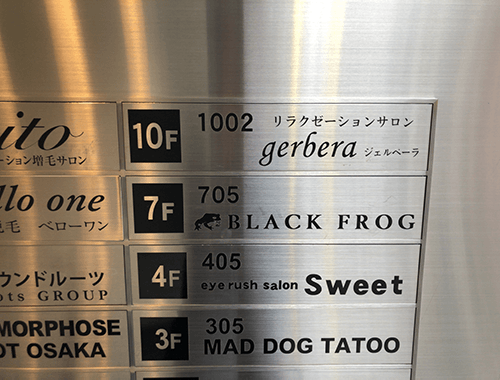 ito
ーション増毛サロン
10F 1002 リラクゼーションサロン
gerbera ジェルベーラ
llo one
毛 ベローワン
7F 705
BLACK FROG
ウンドルーツ
ots GROUP
4F 405
eye rush salon Sweet
MORPHOSE
OT OSAKA
3F 305
MAD DOG TATOO